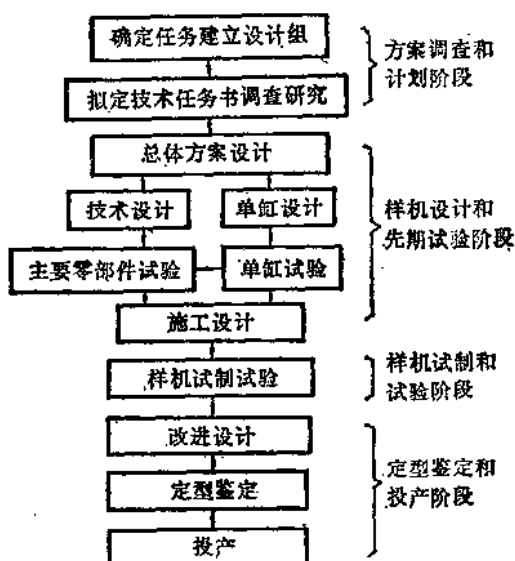 确定任务建立设计组
方案调查和
计划阶段
拟定技术任务书调查研究
总体方案设计
技术设计
单缸设计
样机设计和
先期试验阶段
主要零部件试验
单缸试验
施工设计
样机试制试验
样机试制和
试验阶段
改进设计
定型鉴定
定型鉴定和
投产阶段
投产